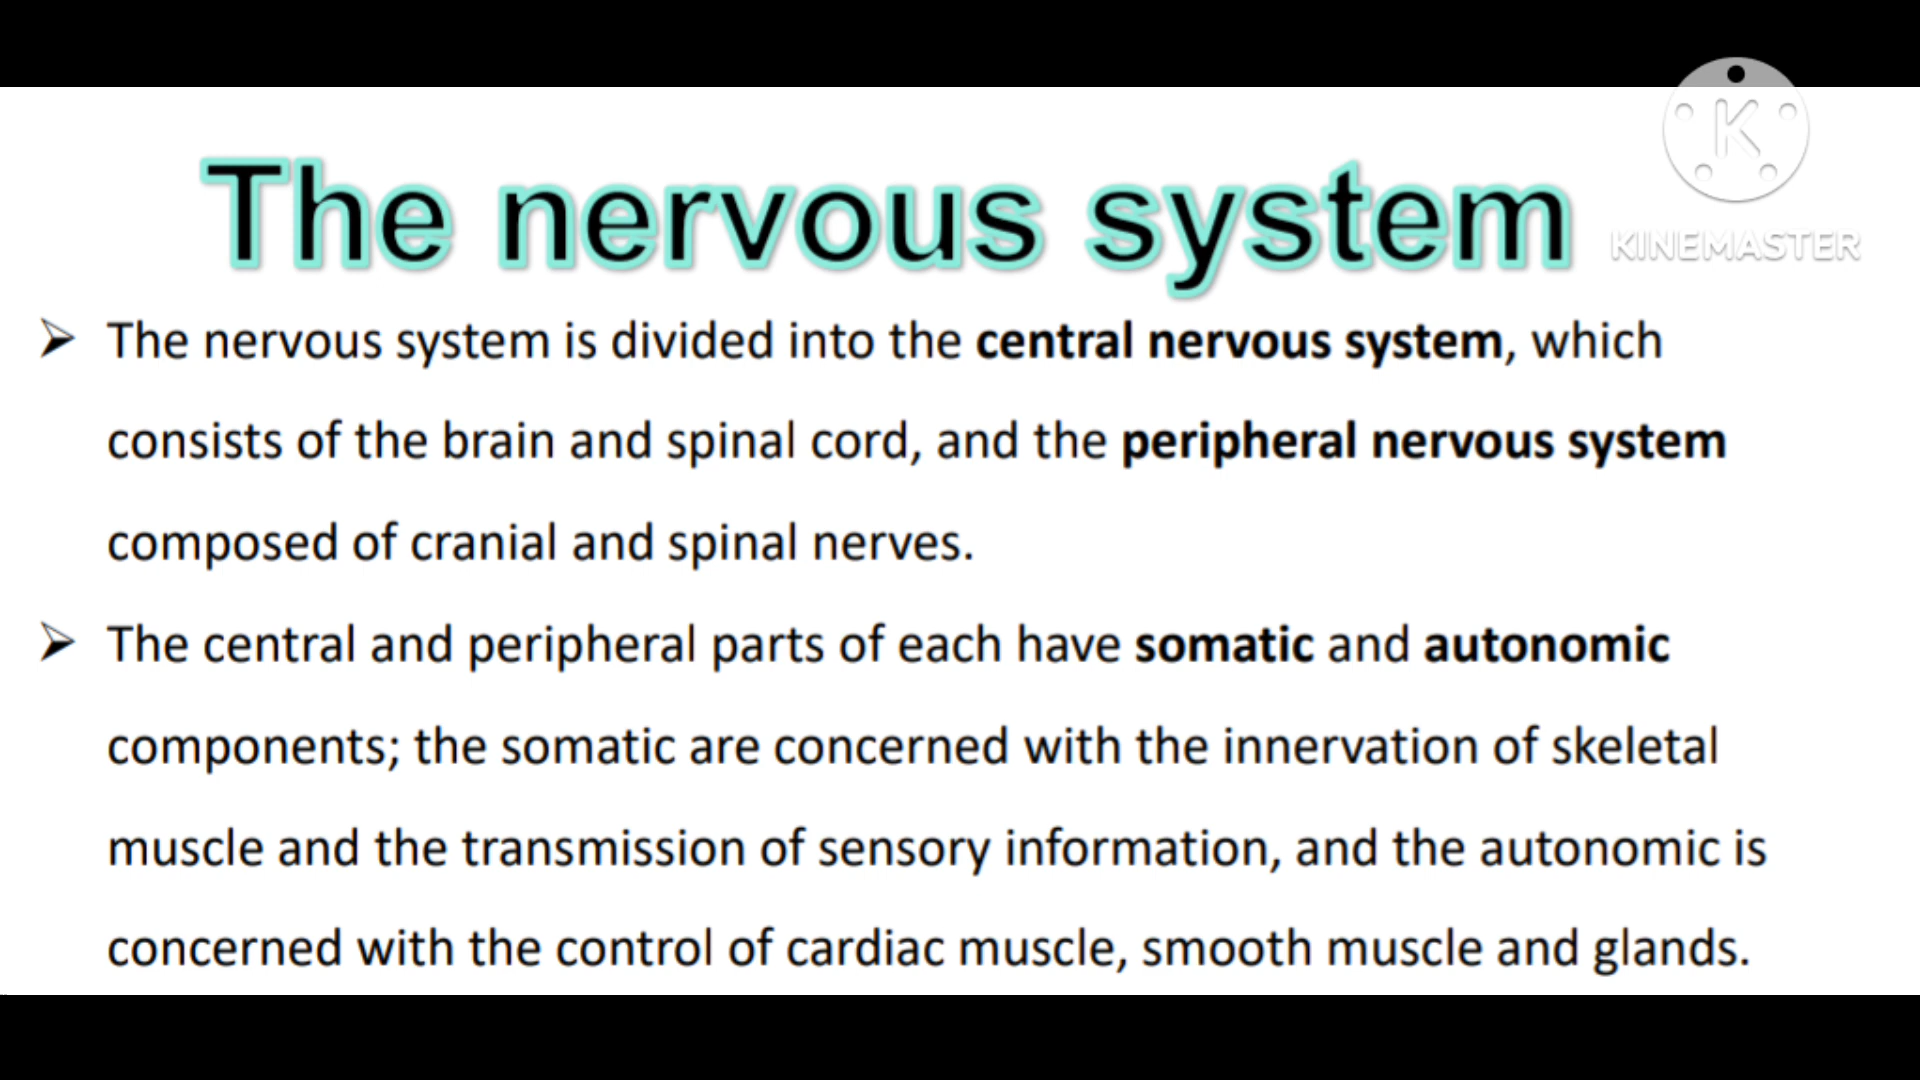 The nervous system
K
KINEMASTER
➢ The nervous system is divided into the central nervous system, which
consists of the brain and spinal cord, and the peripheral nervous system
composed of cranial and spinal nerves.
➢ The central and peripheral parts of each have somatic and autonomic
components; the somatic are concerned with the innervation of skeletal
muscle and the transmission of sensory information, and the autonomic is
concerned with the control of cardiac muscle, smooth muscle and glands.